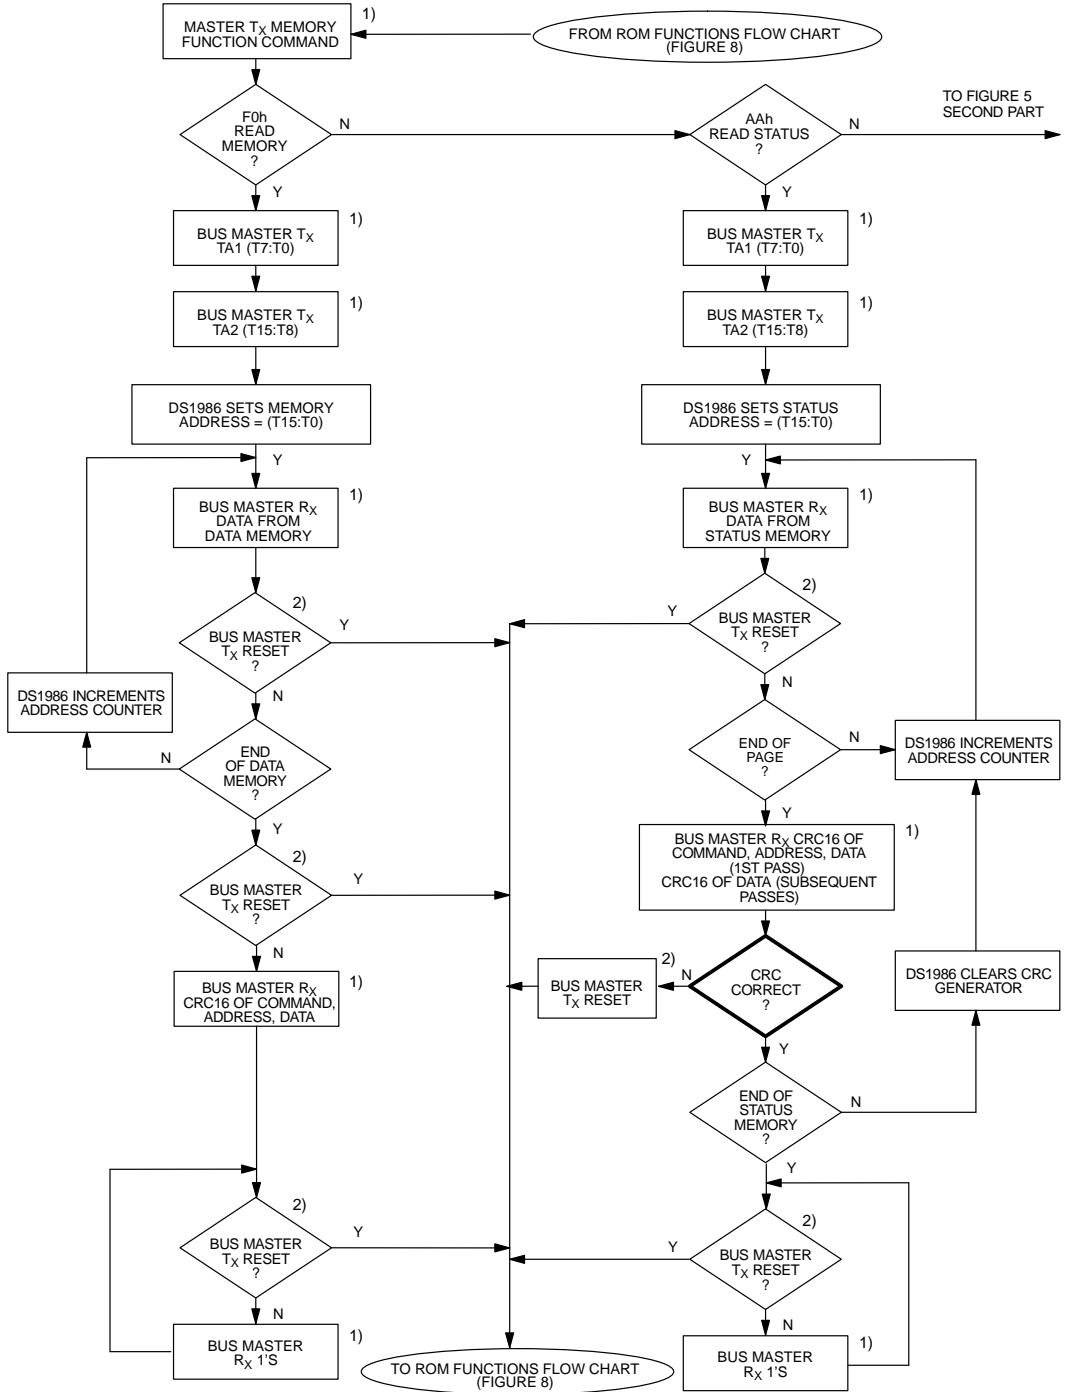 MASTER TX MEMORY
FUNCTION COMMAND
1)
FROM ROM FUNCTIONS FLOW CHART
(FIGURE 8)
F0h
READ
MEMORY
?
N
Y
AAh
READ STATUS
?
N
Y
TO FIGURE 5
SECOND PART
BUS MASTER TX
TA1 (T7:T0)
1)
BUS MASTER TX
TA1 (T7:T0)
1)
BUS MASTER TX
TA2 (T15:T8)
1)
BUS MASTER TX
TA2 (T15:T8)
1)
DS1986 SETS MEMORY
ADDRESS = (T15:T0)
DS1986 SETS STATUS
ADDRESS = (T15:T0)
Y
Y
BUS MASTER RX
DATA FROM
DATA MEMORY
1)
BUS MASTER RX
DATA FROM
STATUS MEMORY
1)
BUS MASTER
TX RESET
?
2)
Y
N
Y
BUS MASTER
TX RESET
?
2)
N
DS1986 INCREMENTS
ADDRESS COUNTER
N
END
OF DATA
MEMORY
?
Y
END OF
PAGE
?
N
Y
DS1986 INCREMENTS
ADDRESS COUNTER
BUS MASTER
TX RESET
?
2)
Y
N
BUS MASTER RX CRC16 OF
COMMAND, ADDRESS, DATA
(1ST PASS)
CRC16 OF DATA (SUBSEQUENT
PASSES)
1)
BUS MASTER RX
CRC16 OF COMMAND,
ADDRESS, DATA
1)
BUS MASTER
TX RESET
2)
N
CRC
CORRECT
?
Y
DS1986 CLEARS CRC
GENERATOR
END OF
STATUS
MEMORY
?
N
Y
BUS MASTER
TX RESET
?
2)
Y
N
Y
BUS MASTER
TX RESET
?
2)
N
BUS MASTER
RX 1'S
1)
TO ROM FUNCTIONS FLOW CHART
(FIGURE 8)
BUS MASTER
RX 1'S
1)